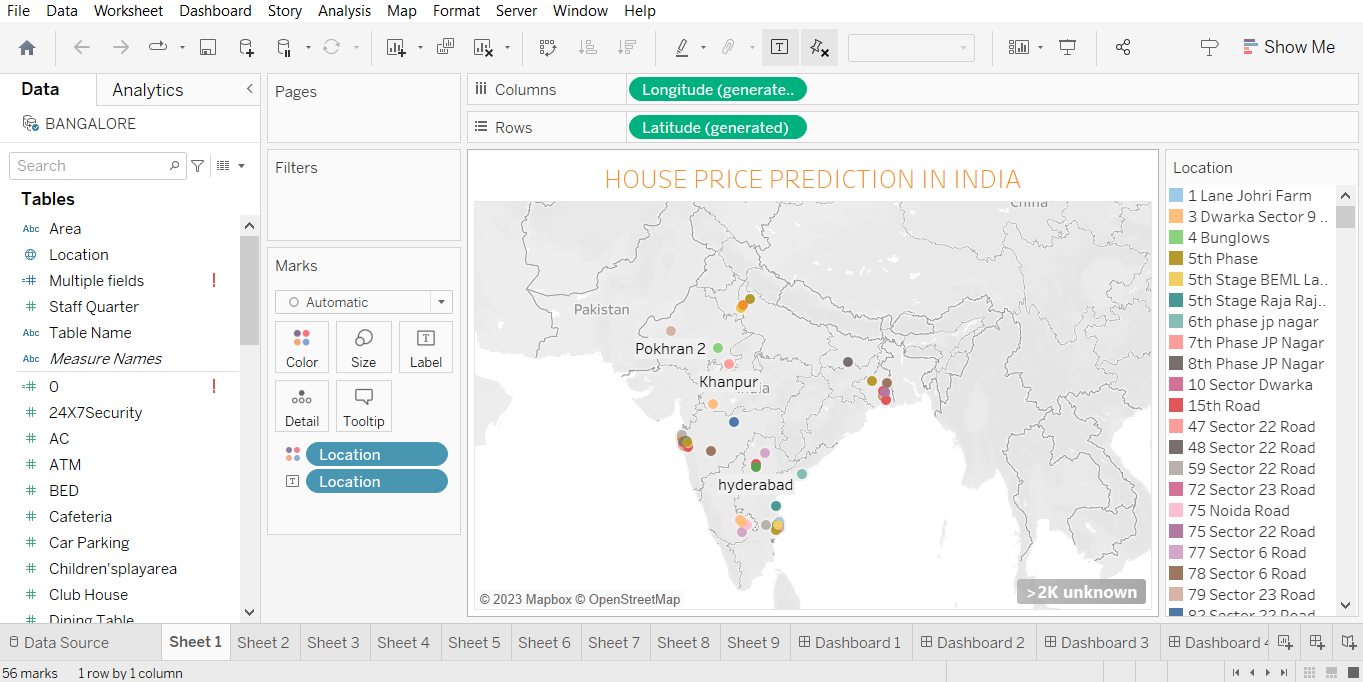 File Data Worksheet Dashboard Story Analysis Map Format Server Window Help
Show Me
Data
Analytics
BANGALORE
Search
Tables
Abc Area
Location
Multiple fields !
Staff Quarter
Abc Table Name
Abc Measure Names
0 !
24X7Security
AC
ATM
BED
Cafeteria
Car Parking
Children'splayarea
Club House
Dining Table
Pages
Filters
Marks
Automatic
Color
Size
T Label
Detail
Tooltip
Location
T Location
Columns
Longitude (generate..
Rows
Latitude (generated)
HOUSE PRICE PREDICTION IN INDIA
China
Pakistan
Pokhran 2
Khanpur
hyderabad
© 2023 Mapbox © OpenStreetMap
>2K unknown
Location
1 Lane Johri Farm
3 Dwarka Sector 9 ..
4 Bunglows
5th Phase
5th Stage BEML La..
5th Stage Raja Raj..
6th phase jp nagar
7th Phase JP Nagar
8th Phase JP Nagar
10 Sector Dwarka
15th Road
47 Sector 22 Road
48 Sector 22 Road
59 Sector 22 Road
72 Sector 23 Road
75 Noida Road
75 Sector 22 Road
77 Sector 6 Road
78 Sector 6 Road
79 Sector 23 Road
83 Sector 22 Road
Data Source
Sheet 1
Sheet 2
Sheet 3
Sheet 4
Sheet 5
Sheet 6
Sheet 7
Sheet 8
Sheet 9
Dashboard 1
Dashboard 2
Dashboard 3
Dashboard 4
56 marks
1 row by 1 column